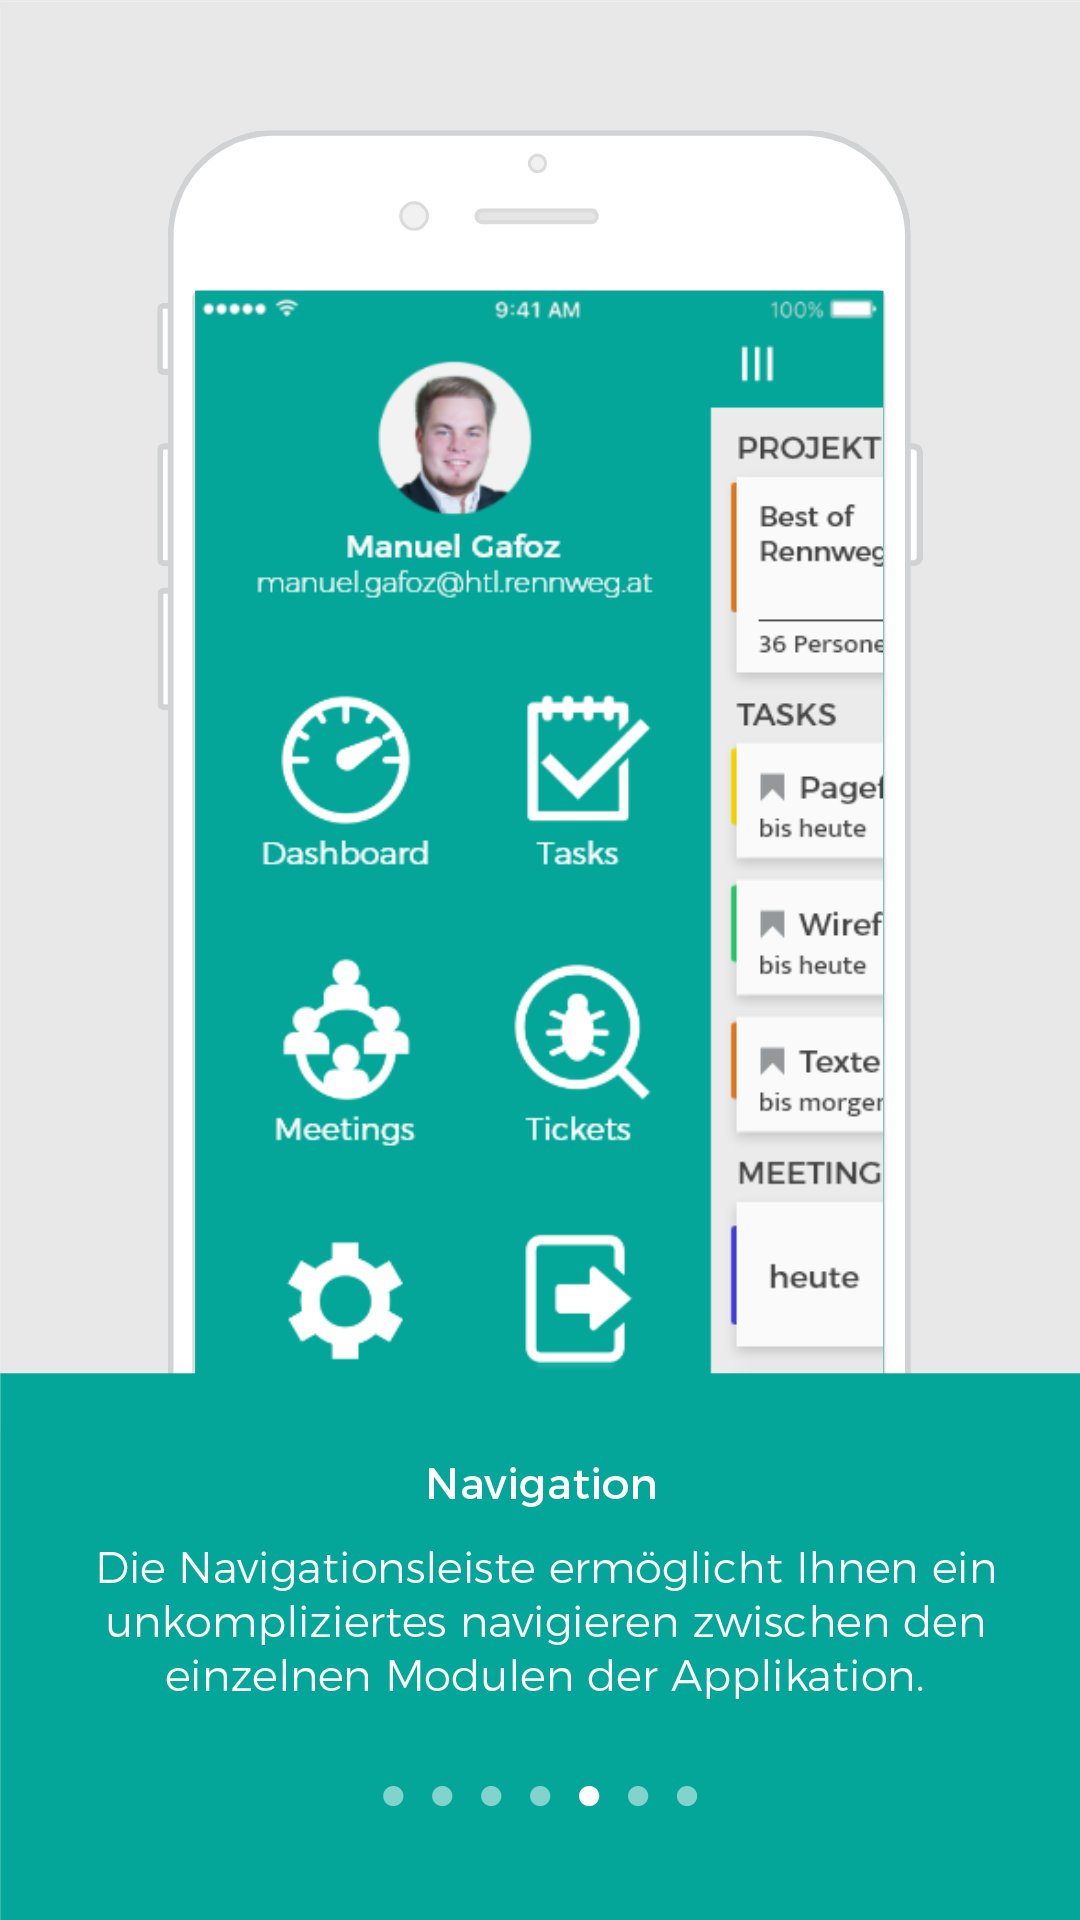 9:41 AM
100%
Manuel Gafoz
manuel.gafoz@htl.rennweg.at
Dashboard
Tasks
Meetings
Tickets
PROJEKT
Best of
Rennweg
36 Persone
TASKS
Pagef
bis heute
Wiref
bis heute
Texte
bis morger
MEETING
heute
Navigation
Die Navigationsleiste ermöglicht Ihnen ein
unkompliziertes navigieren zwischen den
einzelnen Modulen der Applikation.